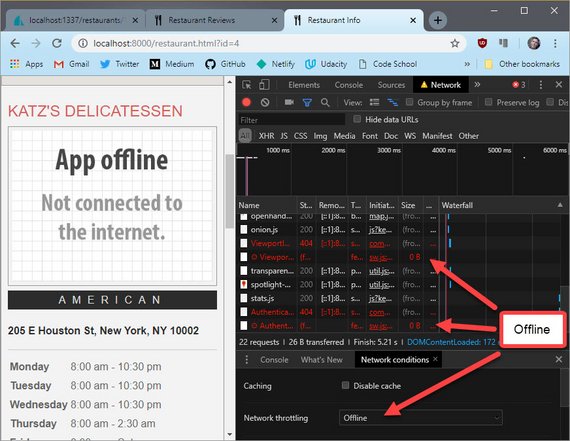 localhost:1337/restaurants/
Restaurant Reviews
Restaurant Info
localhost:8000/restaurant.html?id=4
Apps
Gmail
Twitter
Medium
GitHub
Netlify
Udacity
Cloud
Other bookmarks
KATZ'S DELICATESSEN
App offline
Not connected to
the internet.
AMERICAN
205 E Houston St, New York, NY 10002
Monday 8:00 am - 10:30 pm
Tuesday 8:00 am - 10:30 pm
Wednesday 8:00 am - 10:30 pm
Thursday 8:00 am - 2:30 am
Elements Console Sources Network 3
View: Group by frame Preserve log
Filter Hide data URLs
All XHR JS CSS Img Media Font Doc WS Manifest Other
1000 ms 2000 ms 3000 ms 4000 ms 5000 ms 6000 ms
Name St... Remo... T... Initiat... Size ... Waterfall
openhand... 200 [::1]:8... p... map.j... (fro... ...
onion.js 200 [::1]:8... s... js?ke... (fro... ...
Viewportl... 404 [::1]:8... s... com... (fro... ...
Viewpor... (f... fe... sw.js:... 0 B ...
transparen... 200 [::1]:8... p... util.js:... (fro... ...
spotlight-... 200 [::1]:8... p... util.js:... (fro... ...
stats.js 200 [::1]:8... s... js?ke... (fro... ...
Authentica... 404 [::1]:8... s... com... (fro... ...
Authent... (f... fe... sw.js:... 0 B ...
22 requests | 26 B transferred | Finish: 5.21 s | DOMContentLoaded: 172
Offline
Console What's New Network conditions
Caching Disable cache
Network throttling Offline